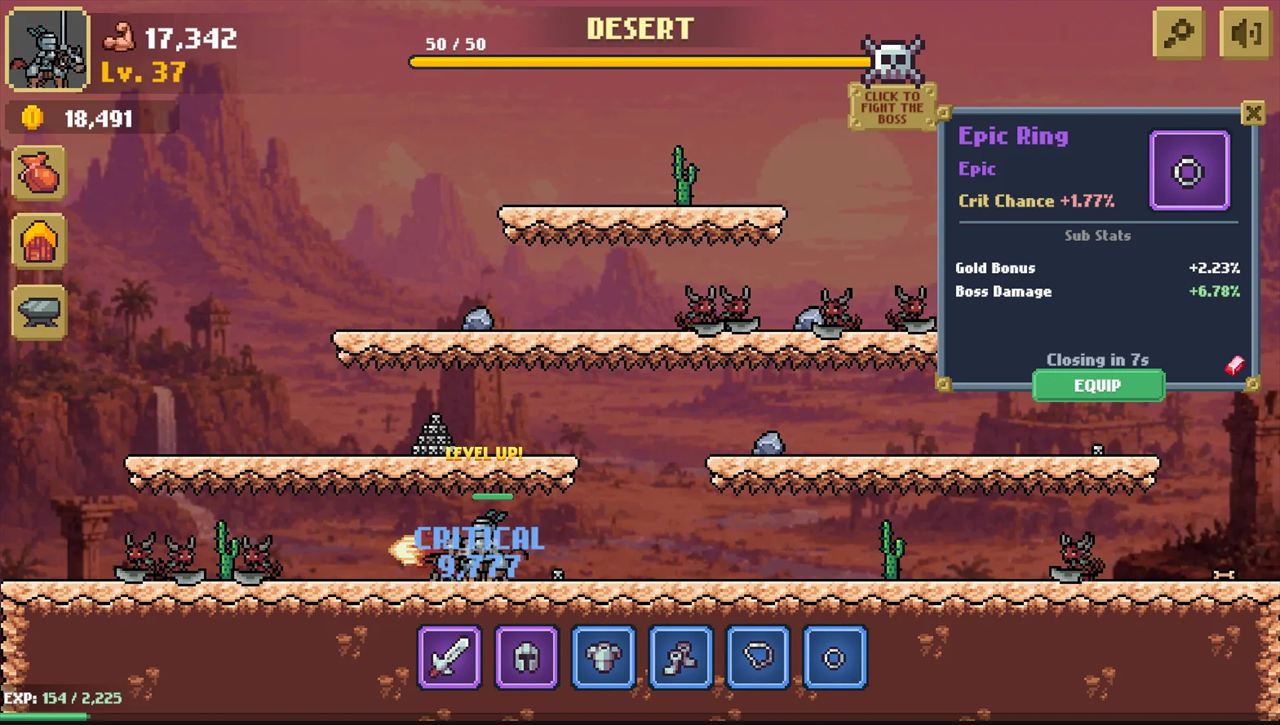 17,342
Lv. 37
18,491
DESERT
50 / 50
CLICK TO
FIGHT THE
BOSS
Epic Ring
Epic
Crit Chance +1.77%
Sub Stats
Gold Bonus +2.23%
Boss Damage +6.78%
Closing in 7s
EQUIP
LEVEL UP!
CRITICAL
9,777
EXP: 154 / 2,225